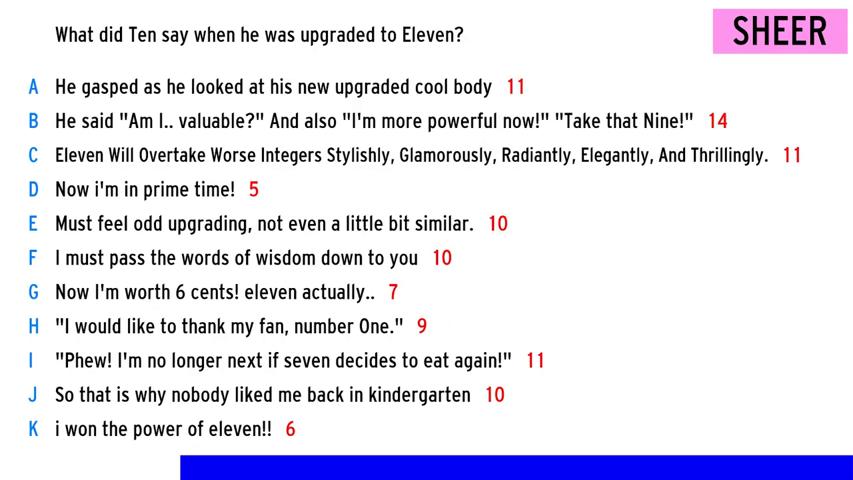 What did Ten say when he was upgraded to Eleven?
SHEER
A He gasped as he looked at his new upgraded cool body 11
B He said "Am I.. valuable?" And also "I'm more powerful now!" "Take that Nine!" 14
C Eleven Will Overtake Worse Integers Stylishly, Glamorously, Radiantly, Elegantly, And Thrillingly. 11
D Now i'm in prime time! 5
E Must feel odd upgrading, not even a little bit similar. 10
F I must pass the words of wisdom down to you 10
G Now I'm worth 6 cents! eleven actually.. 7
H "I would like to thank my fan, number One." 9
I "Phew! I'm no longer next if seven decides to eat again!" 11
J So that is why nobody liked me back in kindergarten 10
K i won the power of eleven!! 6